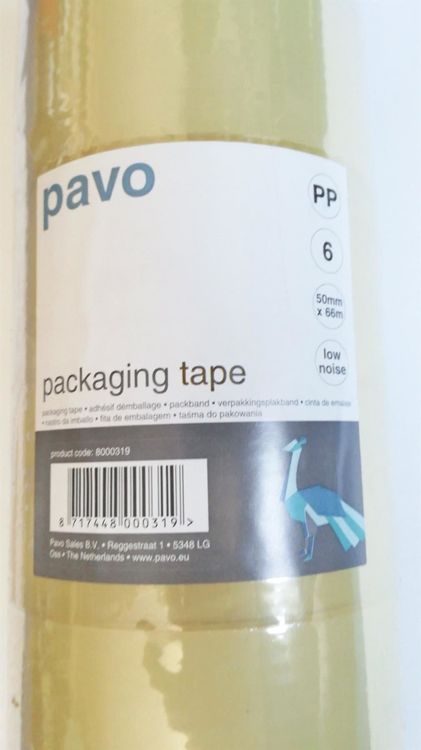 pavo
PP
6
50mm
x 66m
low
noise
packaging tape
packaging tape • adhésif démballage • packband • verpakkingsplakband • cinta de
• nastro da imballo • fita de embalagem • taśma do pakowania
product code: 8000319
8 717448 000319 >
Pavo Sales B.V. • Reggestraat 1 • 5348 LG
Oss • The Netherlands • www.pavo.eu